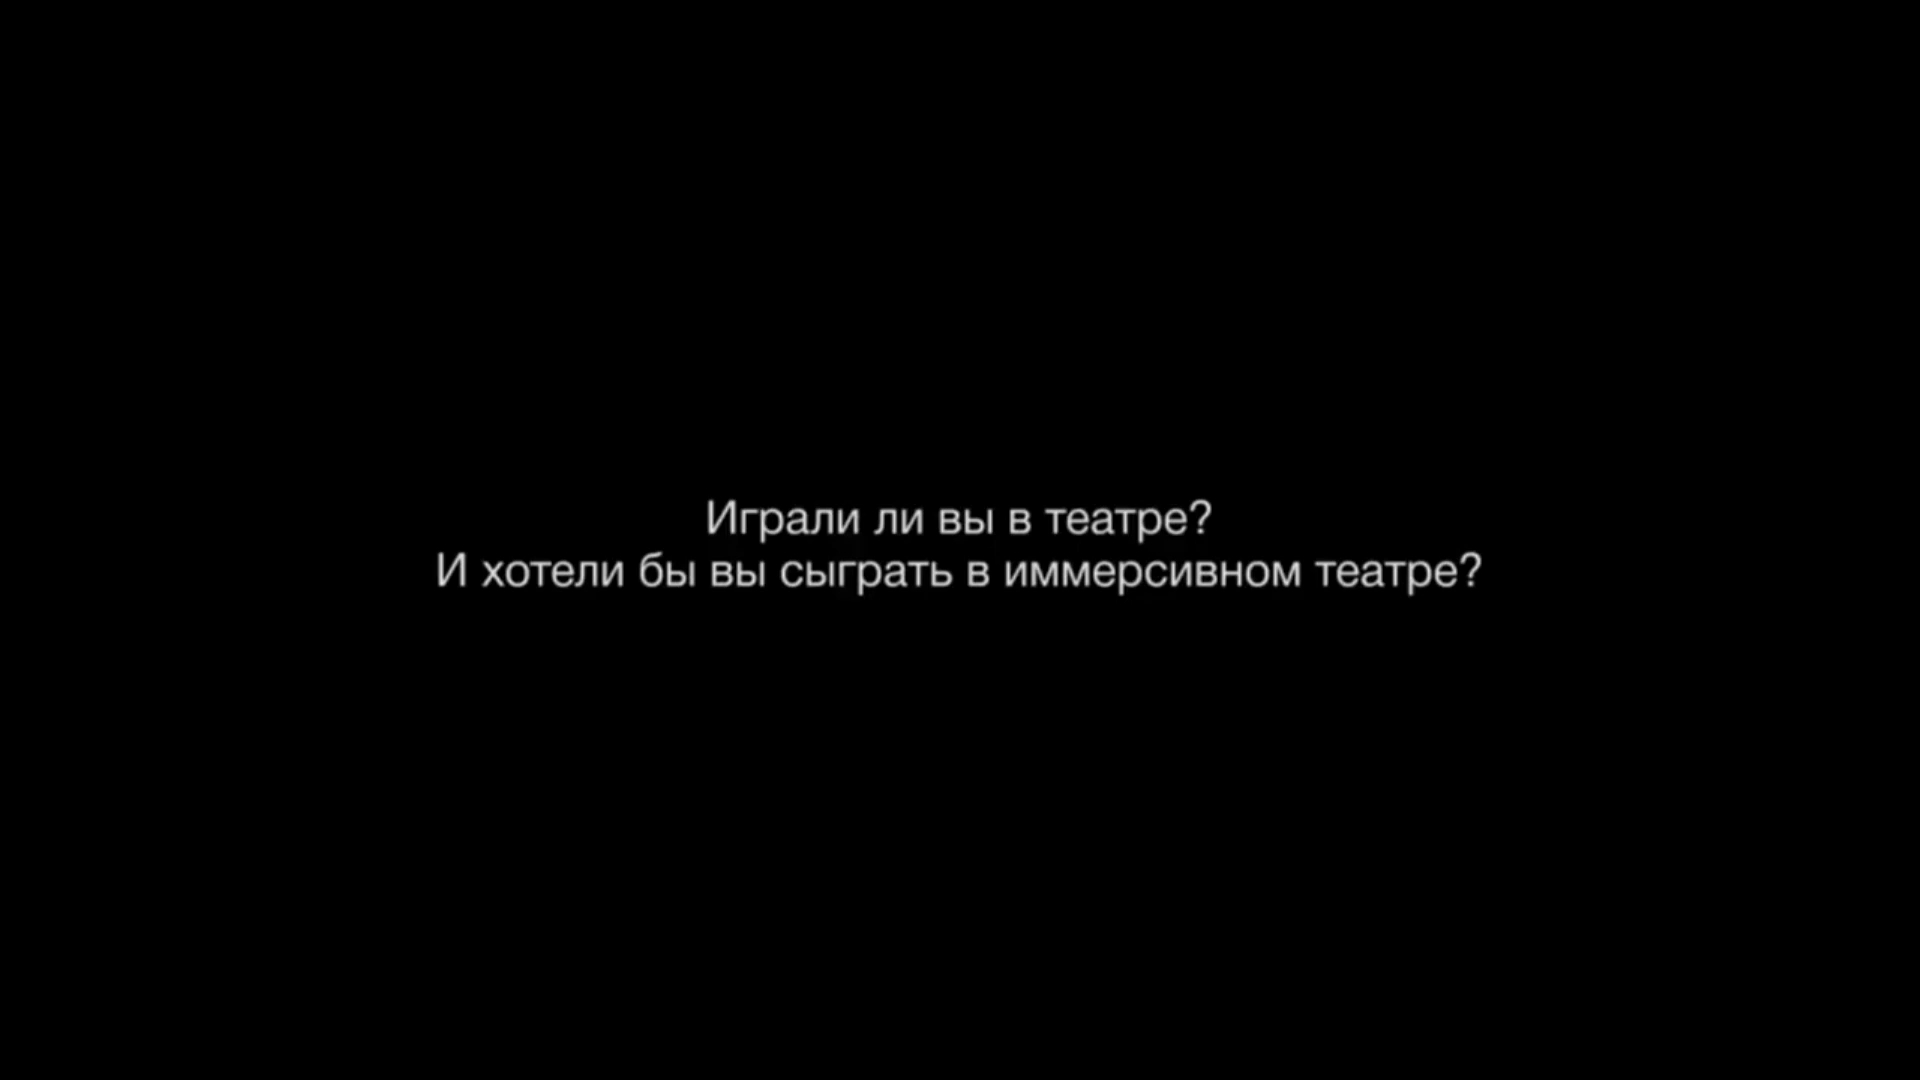 Играли ли вы в театре?
И хотели бы вы сыграть в иммерсивном театре?